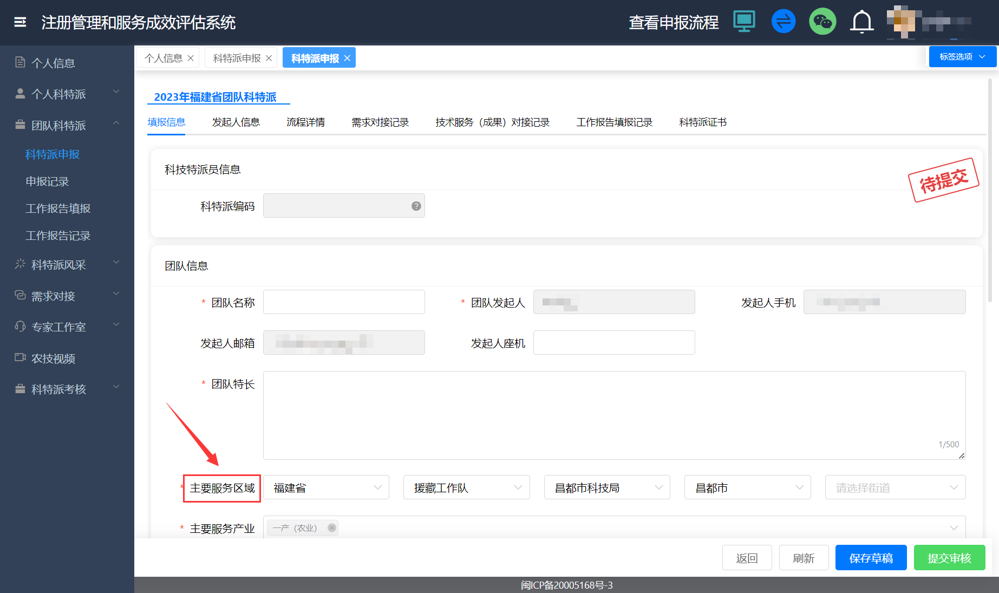 注册管理和服务成效评估系统
查看申报流程
个人信息
个人科特派
团队科特派
科特派申报
申报记录
工作报告填报
工作报告记录
科特派风采
需求对接
专家工作室
农技视频
科特派考核
个人信息
科特派申报
科特派申报
标签选项
2023年福建省团队科特派
填报信息
发起人信息
流程详情
需求对接记录
技术服务（成果）对接记录
工作报告填报记录
科特派证书
科技特派员信息
待提交
科特派编码
?
团队信息
* 团队名称
* 团队发起人
发起人手机
发起人邮箱
发起人座机
* 团队特长
1/500
* 主要服务区域
福建省
援藏工作队
昌都市科技局
昌都市
请选择街道
* 主要服务产业
一产（农业）
返回
刷新
保存草稿
提交审核
闽ICP备20005168号-3